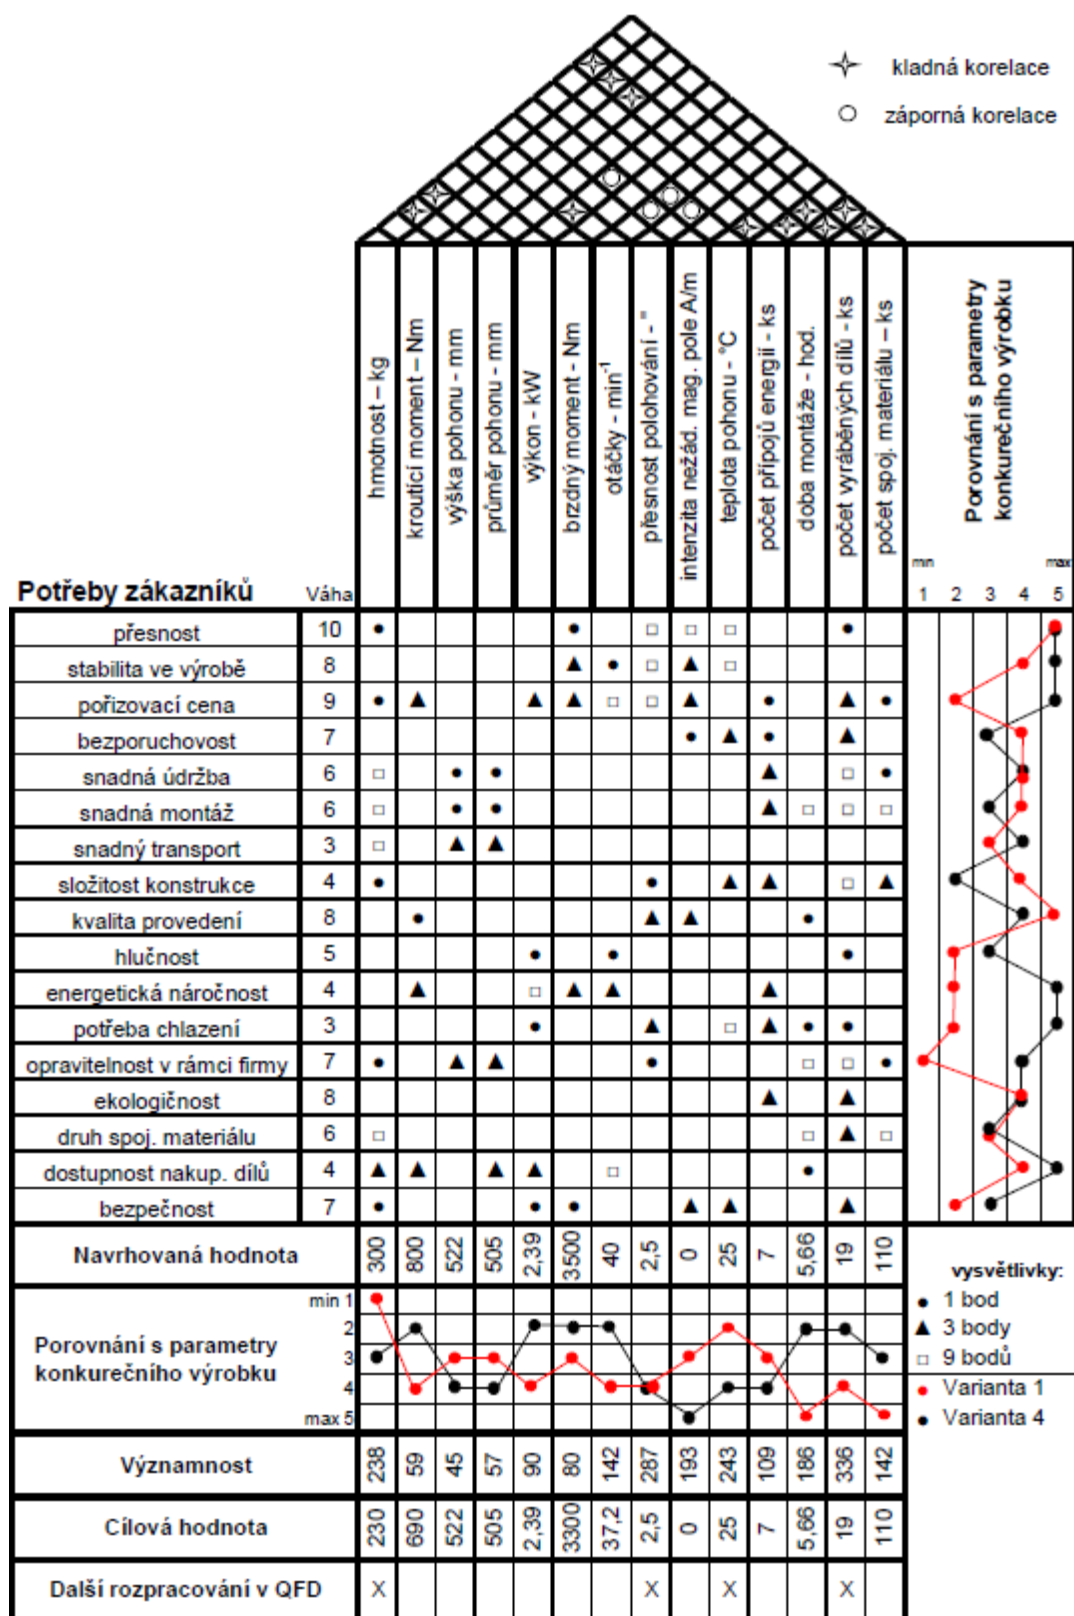 kladná korelace
záporná korelace
hmotnost – kg
kroutící moment – Nm
výška pohonu - mm
průměr pohonu - mm
výkon - kW
brzdný moment - Nm
otáčky - min⁻¹
přesnost polohování - "
intenzita nežád. mag. pole A/m
teplota pohonu - °C
počet přípojů energií - ks
doba montáže - hod.
počet vyráběných dílů - ks
počet spoj. materiálu – ks
Porovnání s parametry
konkurečního výrobku
min max
Potřeby zákazníků Váha 1 2 3 4 5
přesnost 10
stabilita ve výrobě 8
pořizovací cena 9
bezporuchovost 7
snadná údržba 6
snadná montáž 6
snadný transport 3
složitost konstrukce 4
kvalita provedení 8
hlučnost 5
energetická náročnost 4
potřeba chlazení 3
opravitelnost v rámci firmy 7
ekologičnost 8
druh spoj. materiálu 6
dostupnost nakup. dílů 4
bezpečnost 7
Navrhovaná hodnota 300 800 522 505 2,39 3500 40 2,5 0 25 7 5,66 19 110
vysvětlivky:
1 bod
3 body
9 bodů
Varianta 1
Varianta 4
Porovnání s parametry
konkurečního výrobku
min 1
2
3
4
max 5
Významnost 238 59 45 57 90 80 142 287 193 243 109 186 336 142
Cílová hodnota 230 690 522 505 2,39 3300 37,2 2,5 0 25 7 5,66 19 110
Další rozpracování v QFD X X X X